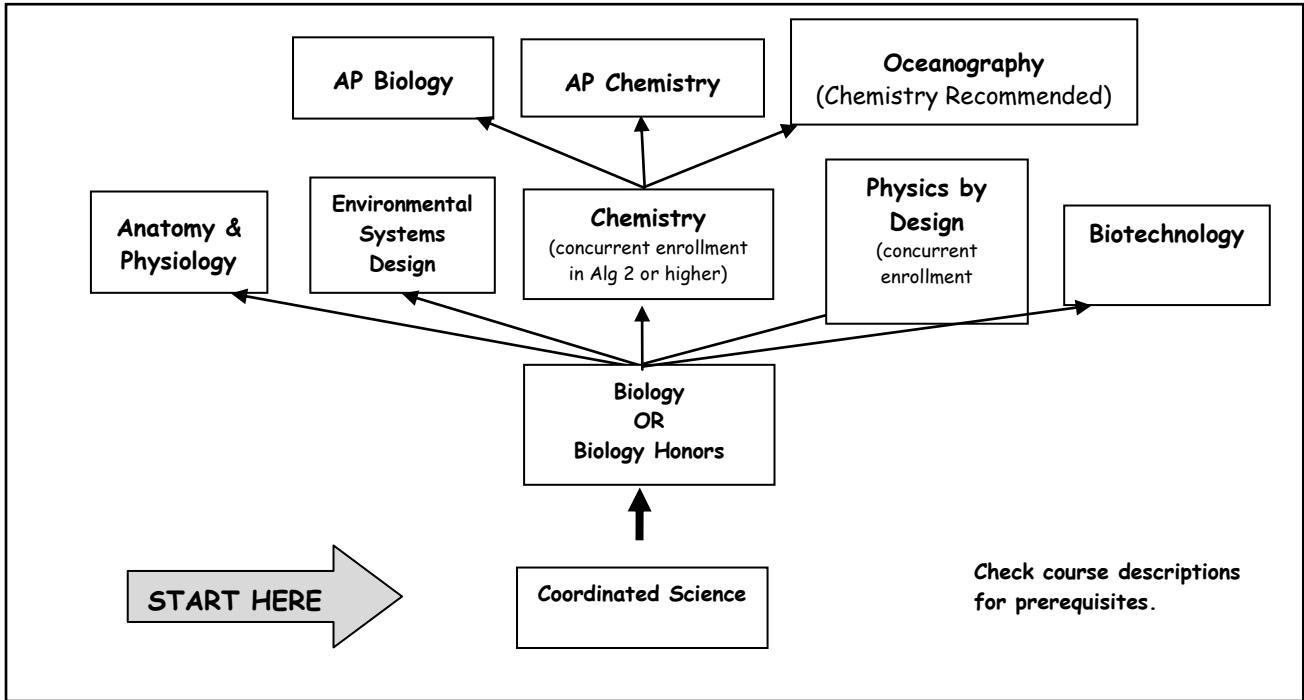 AP Biology
AP Chemistry
Oceanography
(Chemistry Recommended)
Anatomy &
Physiology
Environmental
Systems
Design
Chemistry
(concurrent enrollment
in Alg 2 or higher)
Physics by
Design
(concurrent
enrollment
Biotechnology
Biology
OR
Biology Honors
START HERE
Coordinated Science
Check course descriptions
for prerequisites.